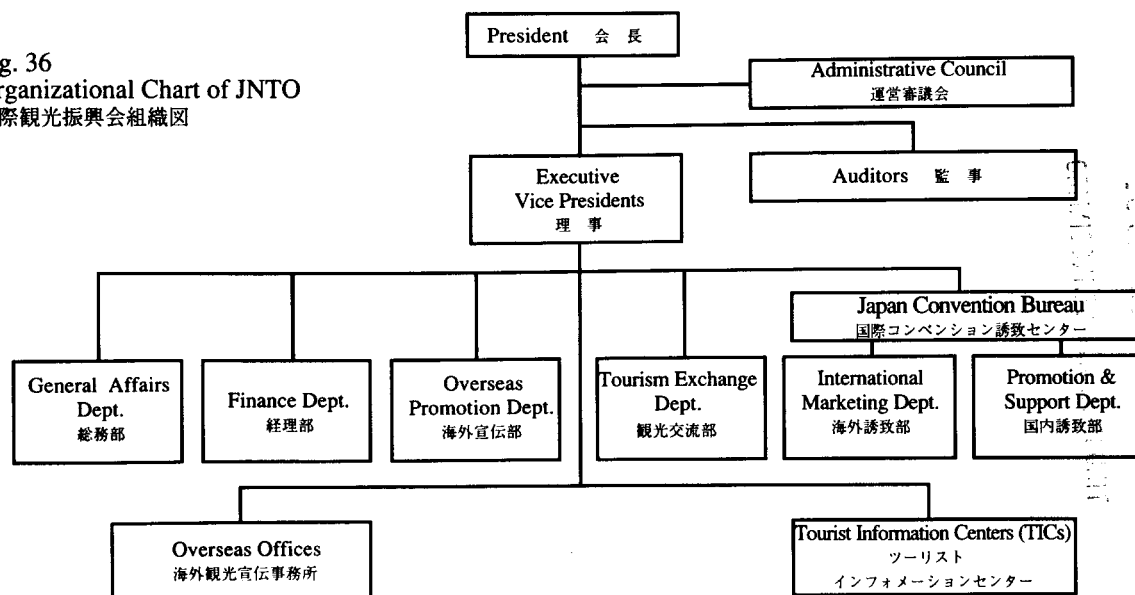 President 会長
g. 36
rganizational Chart of JNTO
際観光振興会組織図
Administrative Council
運営審議会
Executive
Vice Presidents
理事
Auditors 監事
Japan Convention Bureau
国際コンベンション誘致センター
General Affairs
Dept.
総務部
Finance Dept.
経理部
Overseas
Promotion Dept.
海外宣伝部
Tourism Exchange
Dept.
観光交流部
International
Marketing Dept.
海外誘致部
Promotion &
Support Dept.
国内誘致部
Overseas Offices
海外観光宣伝事務所
Tourist Information Centers (TICs)
ツーリスト
インフォメーションセンター